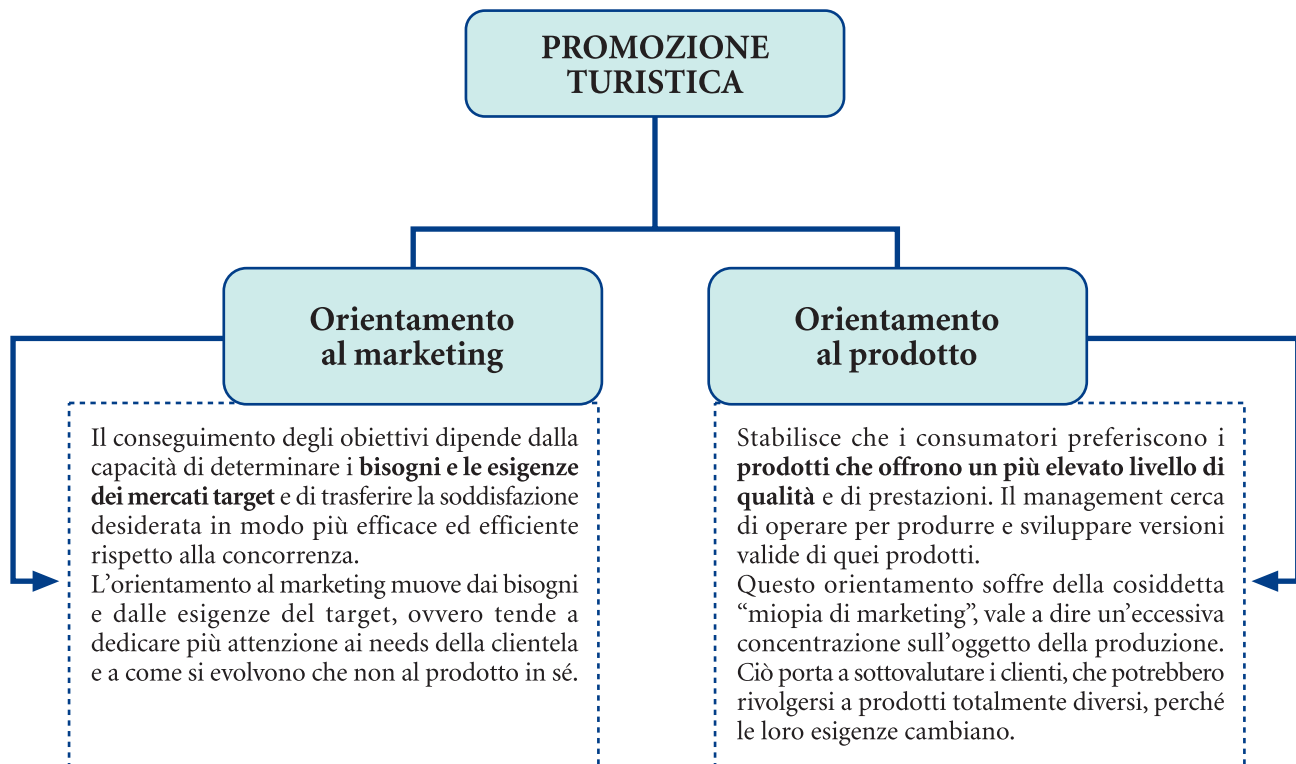 PROMOZIONE
TURISTICA
Orientamento
al marketing
Il conseguimento degli obiettivi dipende dalla
capacità di determinare i bisogni e le esigenze
dei mercati target e di trasferire la soddisfazione
desiderata in modo più efficace ed efficiente
rispetto alla concorrenza.
L’orientamento al marketing muove dai bisogni
e dalle esigenze del target, ovvero tende a
dedicare più attenzione ai needs della clientela
e a come si evolvono che non al prodotto in sé.
Orientamento
al prodotto
Stabilisce che i consumatori preferiscono i
prodotti che offrono un più elevato livello di
qualità e di prestazioni. Il management cerca
di operare per produrre e sviluppare versioni
valide di quei prodotti.
Questo orientamento soffre della cosiddetta
“miopia di marketing”, vale a dire un’eccessiva
concentrazione sull’oggetto della produzione.
Ciò porta a sottovalutare i clienti, che potrebbero
rivolgersi a prodotti totalmente diversi, perché
le loro esigenze cambiano.